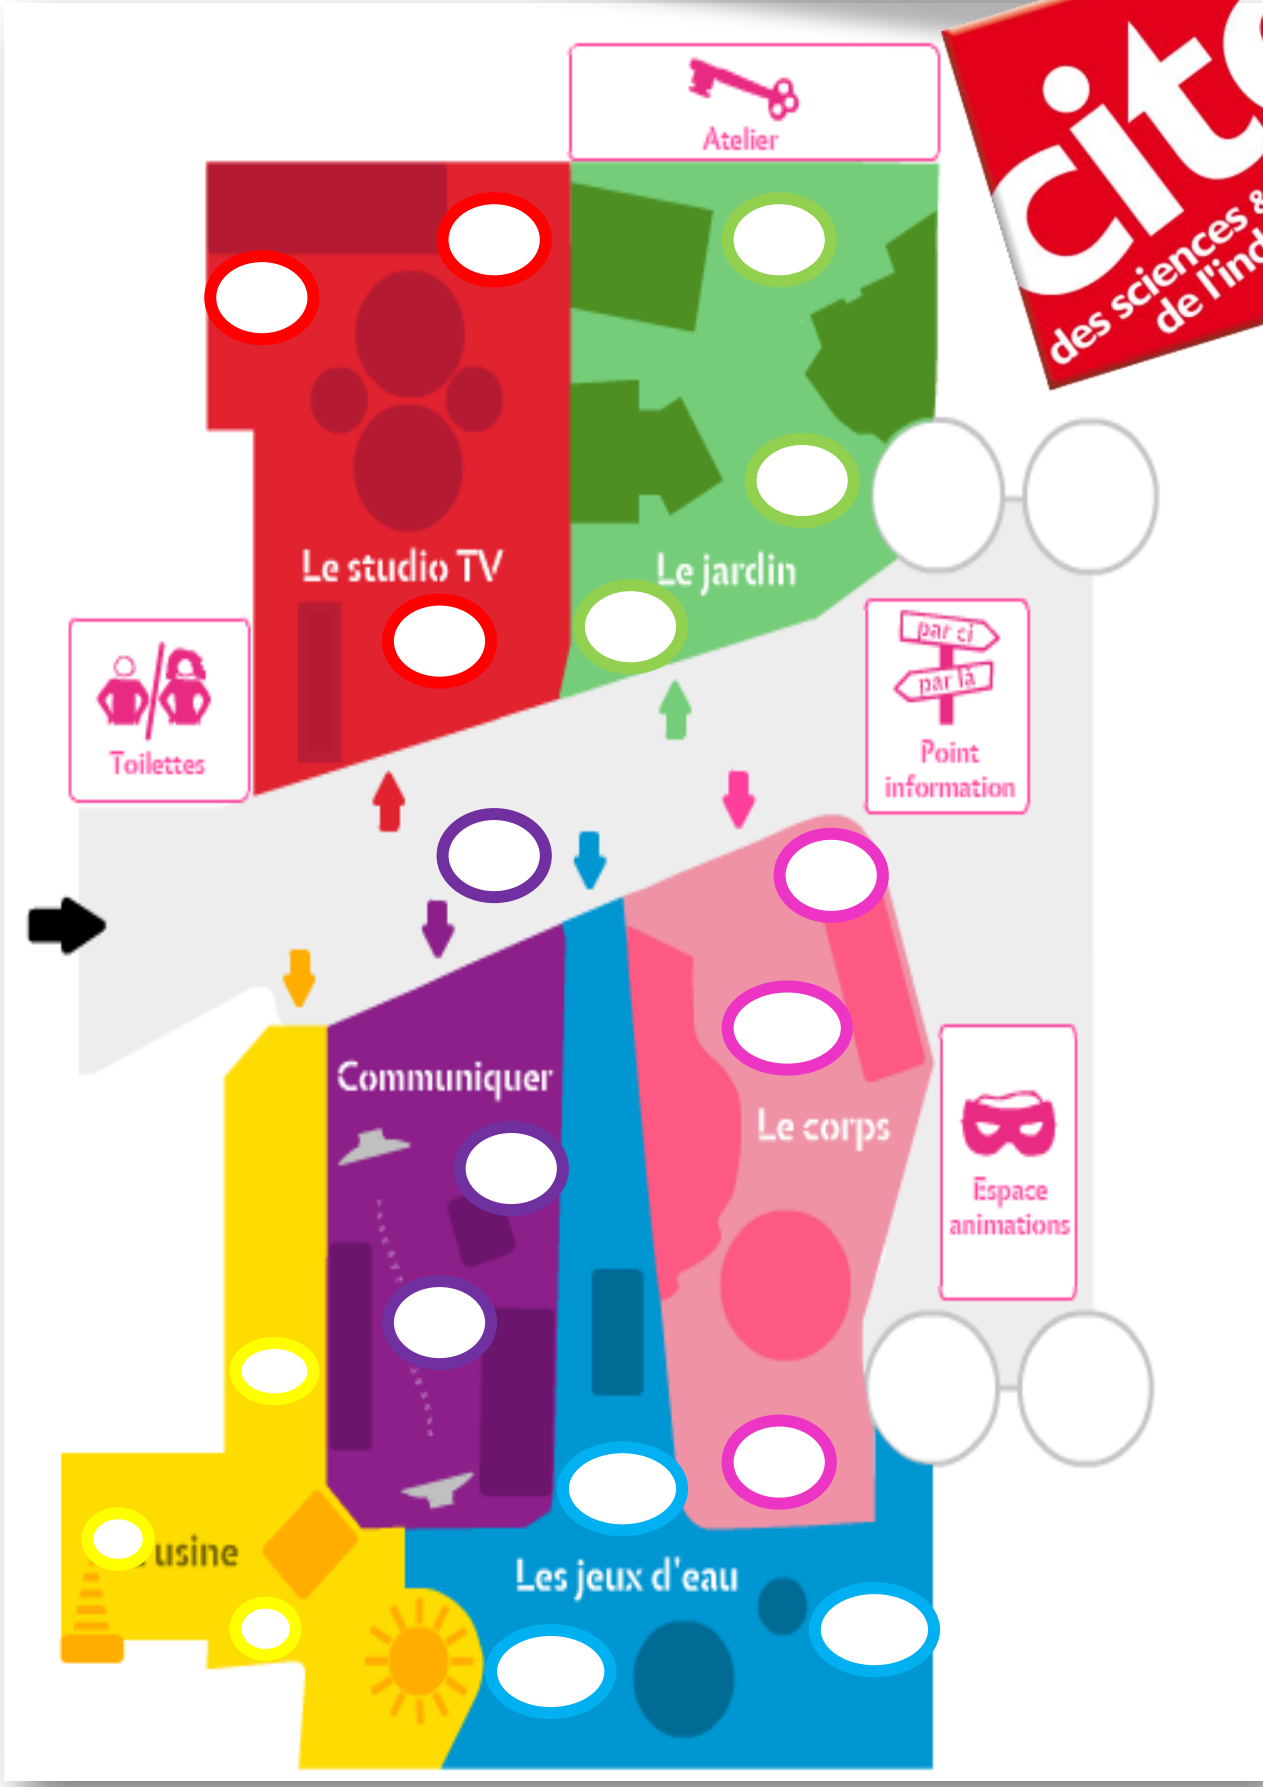 Atelier
cité
des sciences &
de l'ind
Le studio TV
Le jardin
par ci
par là
Toilettes
Point
information
Communiquer
Le corps
Espace
animations
usine
Les jeux d'eau